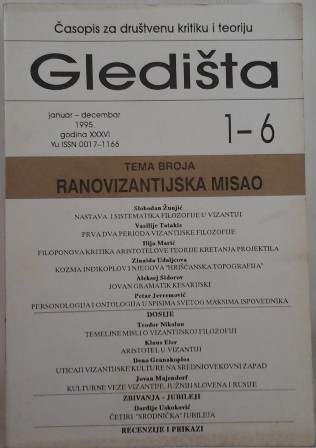 Časopis za društvenu kritiku i teoriju
Gledišta
januar – decembar
1995
godina XXXVI
Yu ISSN 0017–1166
1–6
TEMA BROJA
RANOVIZANTIJSKA MISAO
Slobodan Žunjić
NASTAVA I SISTEMATIKA FILOZOFIJE U VIZANTIJI
Vasilije Tatakis
PRVA DVA PERIODA VIZANTIJSKE FILOZOFIJE
Ilija Marić
FILOPONOVA KRITIKA ARISTOTELOVE TEORIJE KRETANJA PROJEKTILA
Zinaida Udaljcova
KOZMA INDIKOPLOV I NJEGOVA "HRIŠĆANSKA TOPOGRAFIJA"
Aleksej Sidorov
JOVAN GRAMATIK KESARIJSKI
Petar Jevremović
PERSONOLOGIJA I ONTOLOGIJA U SPISIMA SVETOG MAKSIMA ISPOVEDNIKA
DOSIJE
Teodor Nikolau
TEMELJNE MISLI O VIZANTIJSKOJ FILOZOFIJI
Klaus Eler
ARISTOTEL U VIZANTIJI
Dena Geanakoplos
UTICAJI VIZANTIJSKE KULTURE NA SREDNJOVEKOVNI ZAPAD
Jovan Majendorf
KULTURNE VEZE VIZANTIJE, JUŽNIH SLOVENA I RUSIJE
ZBIVANJA - JUBILEJI
Đorđije Uskoković
ČETIRI "SRODNIČKA" JUBILEJA
RECENZIJE I PRIKAZI